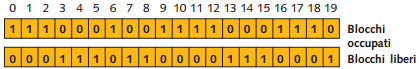 0 1 2 3 4 5 6 7 8 9 10 11 12 13 14 15 16 17 18 19
1 1 1 0 0 0 1 0 0 1 1 1 1 0 0 0 1 1 1 0 Blocchi
occupati
0 0 0 1 1 1 0 1 1 0 0 0 0 1 1 1 0 0 0 1 Blocchi liberi